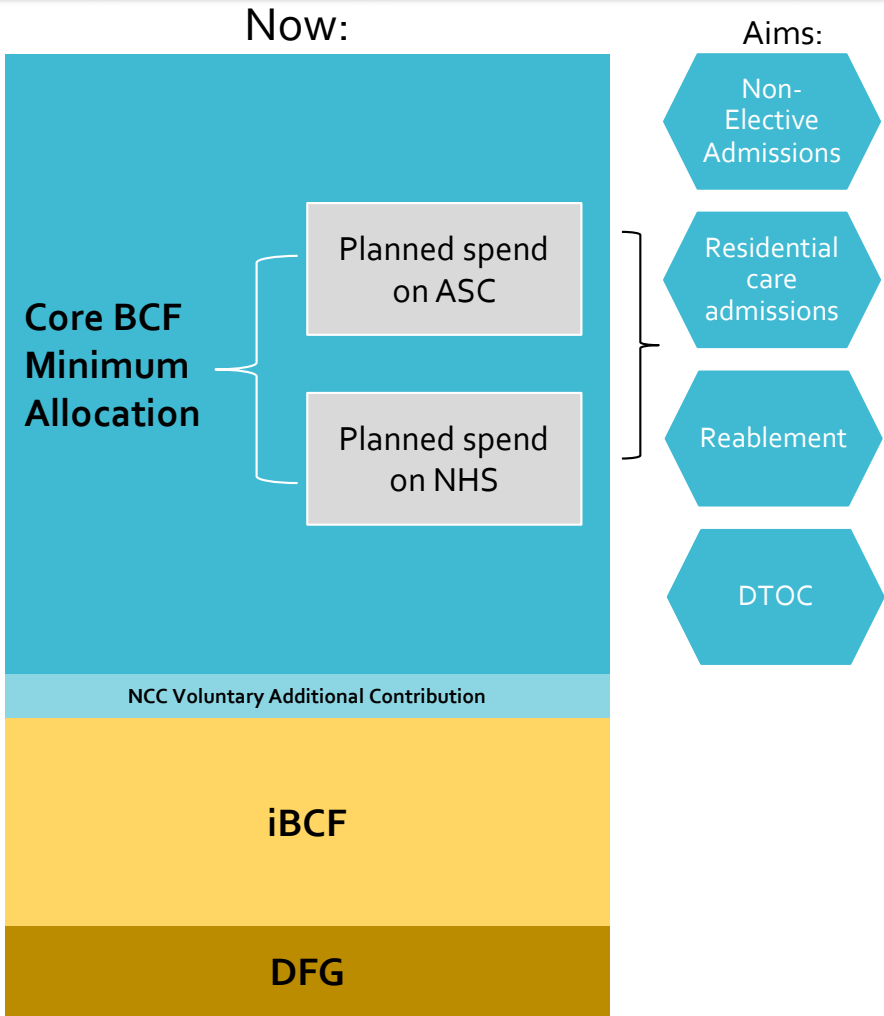 Now:
Aims:
Non-
Elective
Admissions
Planned spend
on ASC
Residential
care
admissions
Core BCF
Minimum
Allocation
Planned spend
on NHS
Reablement
DTOC
NCC Voluntary Additional Contribution
iBCF
DFG